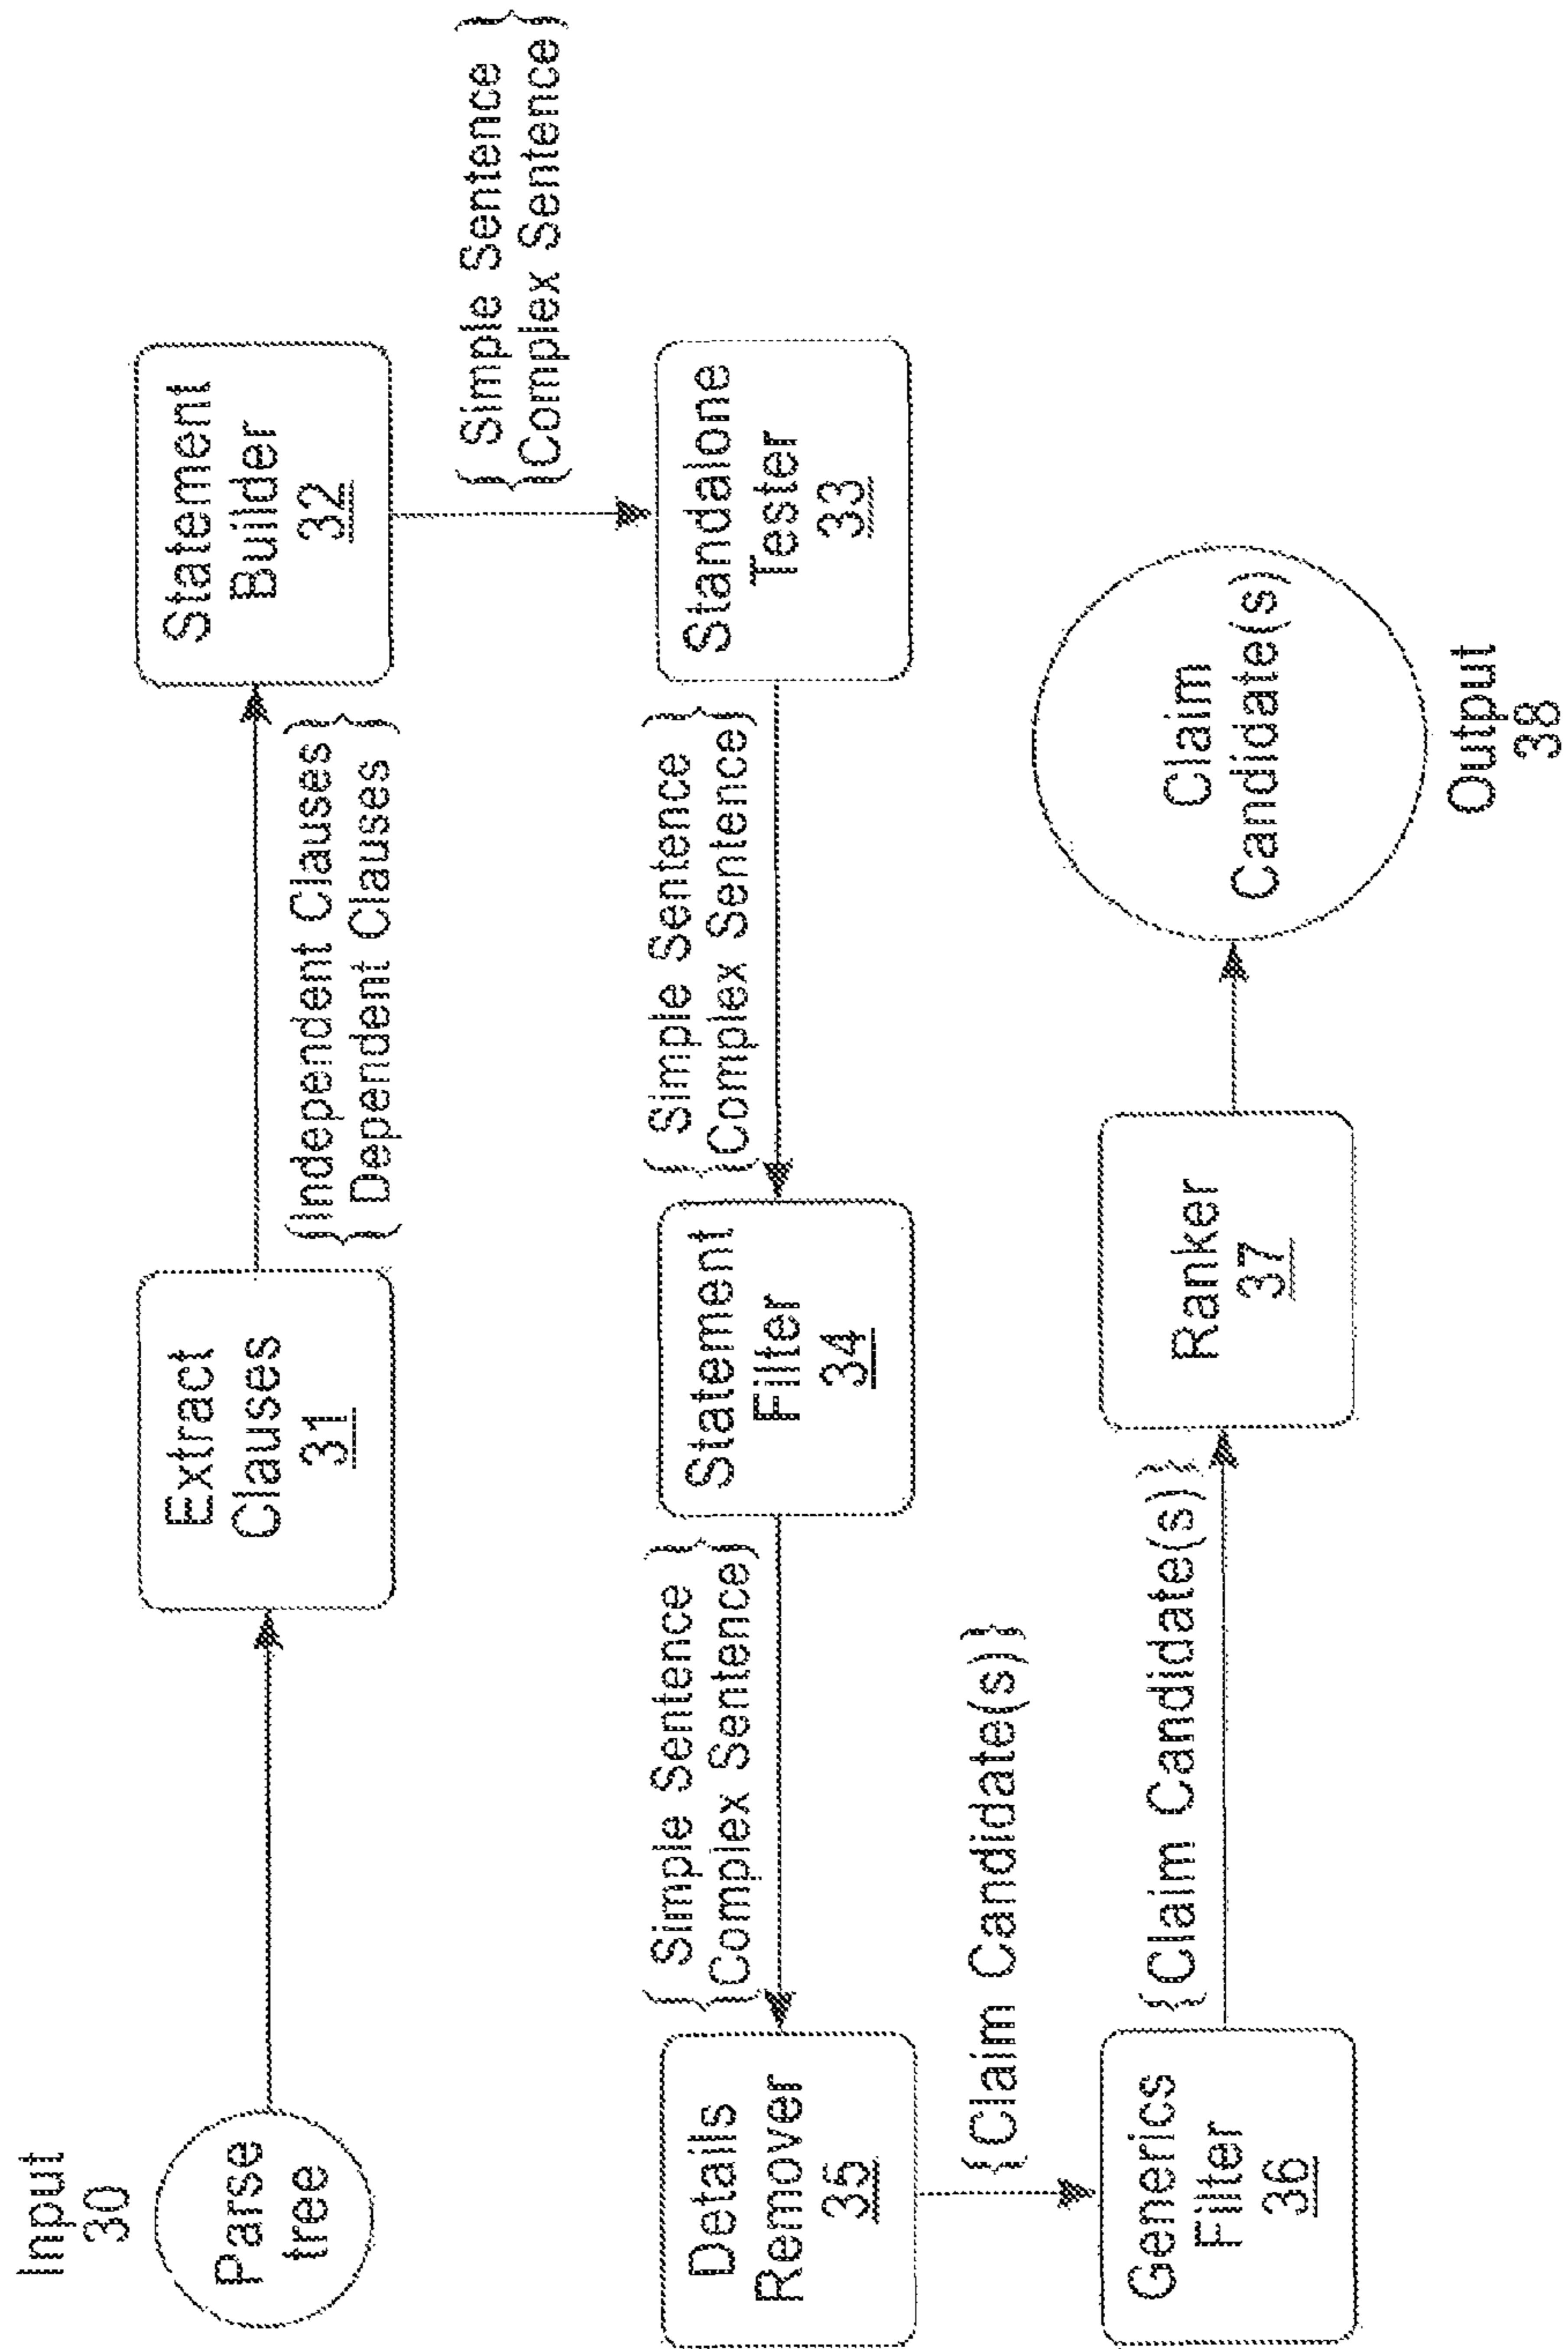 Input
30
Parse
tree
Extract
Clauses
31
{Independent Clauses}
{ Dependent Clauses }
Statement
Builder
32
{ Simple Sentence }
{Complex Sentence}
Standalone
Tester
33
{ Simple Sentence }
{Complex Sentence}
Statement
Filter
34
{ Simple Sentence }
{Complex Sentence}
Details
Remover
35
{Claim Candidate(s)}
Generics
Filter
36
{Claim Candidate(s)}
Ranker
37
Claim
Candidate(s)
Output
38